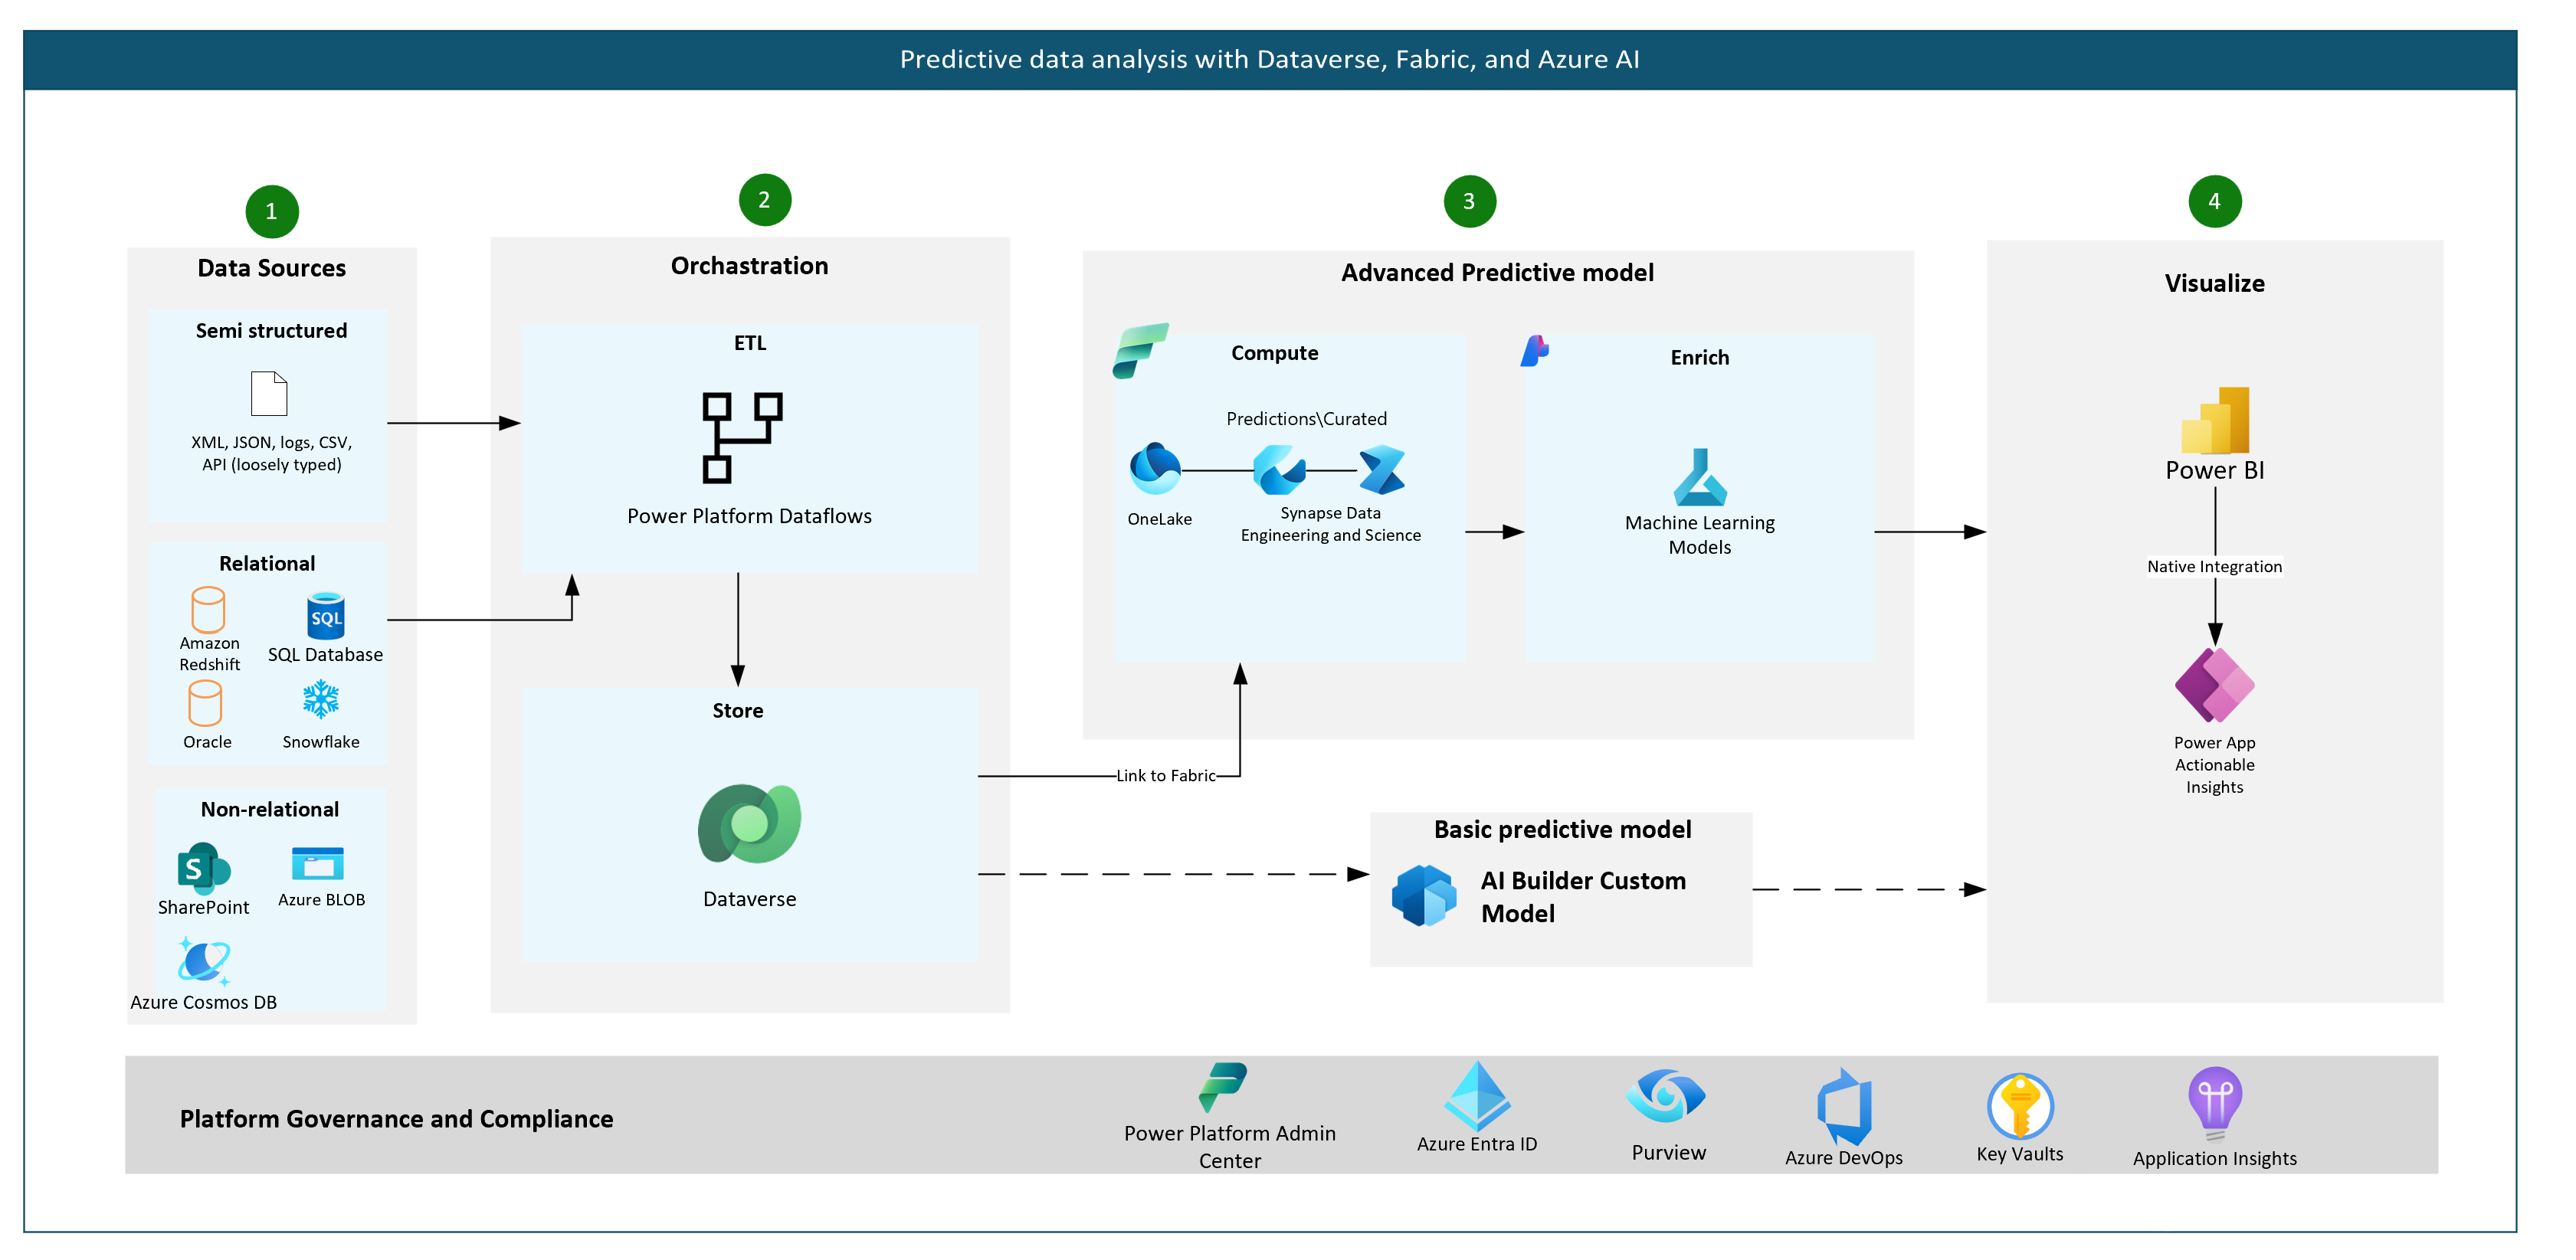 Predictive data analysis with Dataverse, Fabric, and Azure AI
1
Data Sources
Semi structured
XML, JSON, logs, CSV,
API (loosely typed)
Relational
Amazon
Redshift
SQL
SQL Database
Oracle
Snowflake
Non-relational
S
SharePoint
Azure BLOB
Azure Cosmos DB
2
Orchastration
ETL
Power Platform Dataflows
Store
Dataverse
3
Advanced Predictive model
Compute
Predictions\Curated
OneLake
Synapse Data
Engineering and Science
Enrich
Machine Learning
Models
Link to Fabric
Basic predictive model
AI Builder Custom
Model
4
Visualize
Power BI
Native Integration
Power App
Actionable
Insights
Platform Governance and Compliance
Power Platform Admin
Center
Azure Entra ID
Purview
Azure DevOps
Key Vaults
Application Insights